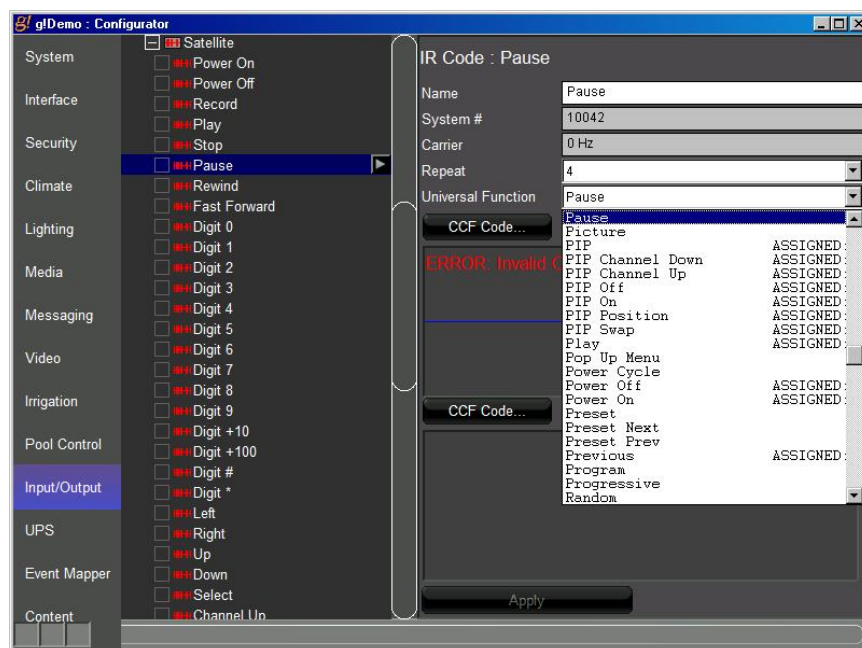 g! g!Demo : Configurator
System
Interface
Security
Climate
Lighting
Media
Messaging
Video
Irrigation
Pool Control
Input/Output
UPS
Event Mapper
Content
Satellite
Power On
Power Off
Record
Play
Stop
Pause
Rewind
Fast Forward
Digit 0
Digit 1
Digit 2
Digit 3
Digit 4
Digit 5
Digit 6
Digit 7
Digit 8
Digit 9
Digit +10
Digit +100
Digit #
Digit *
Left
Right
Up
Down
Select
Channel Up
IR Code : Pause
Name Pause
System # 10042
Carrier 0 Hz
Repeat 4
Universal Function Pause
CCF Code...
ERROR: Invalid
Pause
Picture
PIP ASSIGNED:
PIP Channel Down ASSIGNED:
PIP Channel Up ASSIGNED:
PIP Off ASSIGNED:
PIP On ASSIGNED:
PIP Position ASSIGNED:
PIP Swap ASSIGNED:
Play ASSIGNED:
Pop Up Menu
Power Cycle
Power Off ASSIGNED:
Power On ASSIGNED:
Preset
Preset Next
Preset Prev
Previous ASSIGNED:
Program
Progressive
Random
CCF Code...
Apply